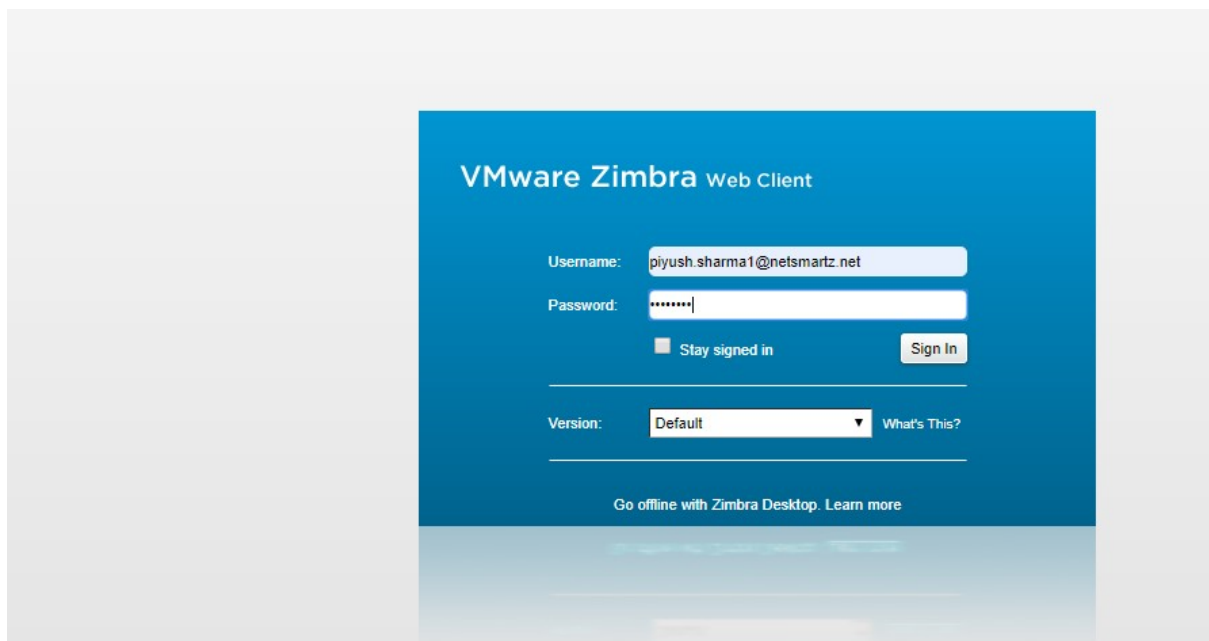 VMware Zimbra Web Client
Username: piyush.sharma1@netsmartz.net
Password: ••••••••
Stay signed in Sign In
Version: Default What's This?
Go offline with Zimbra Desktop. Learn more